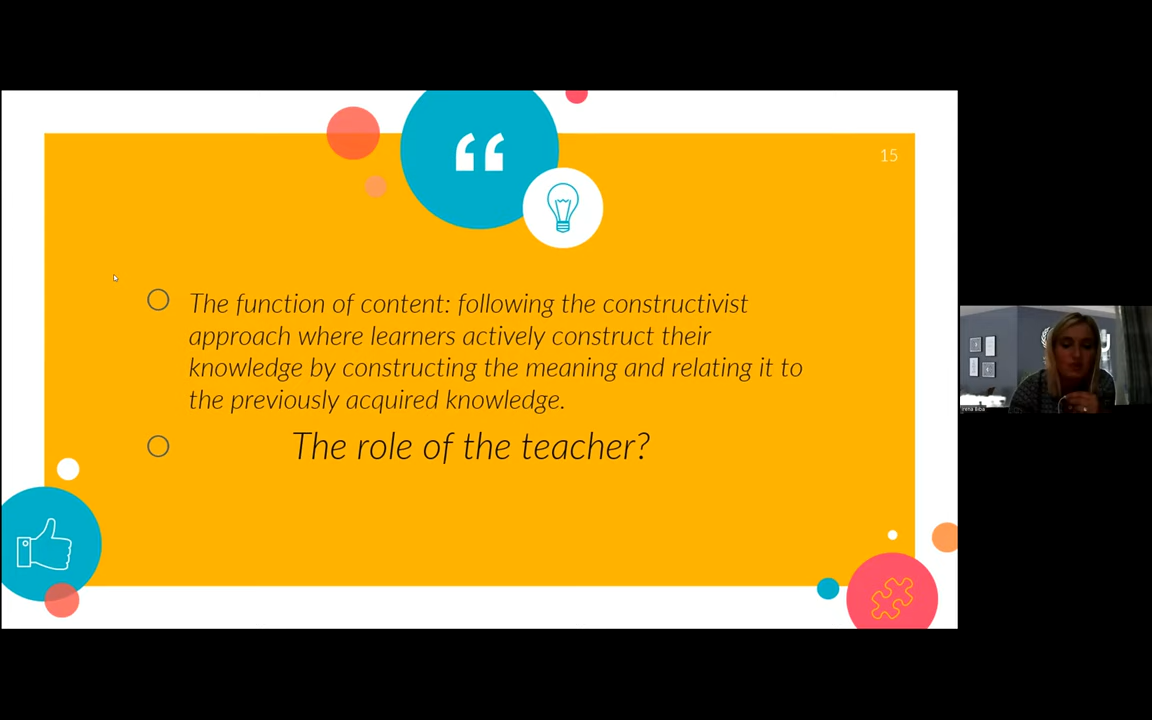 15
The function of content: following the constructivist
approach where learners actively construct their
knowledge by constructing the meaning and relating it to
the previously acquired knowledge.
The role of the teacher?